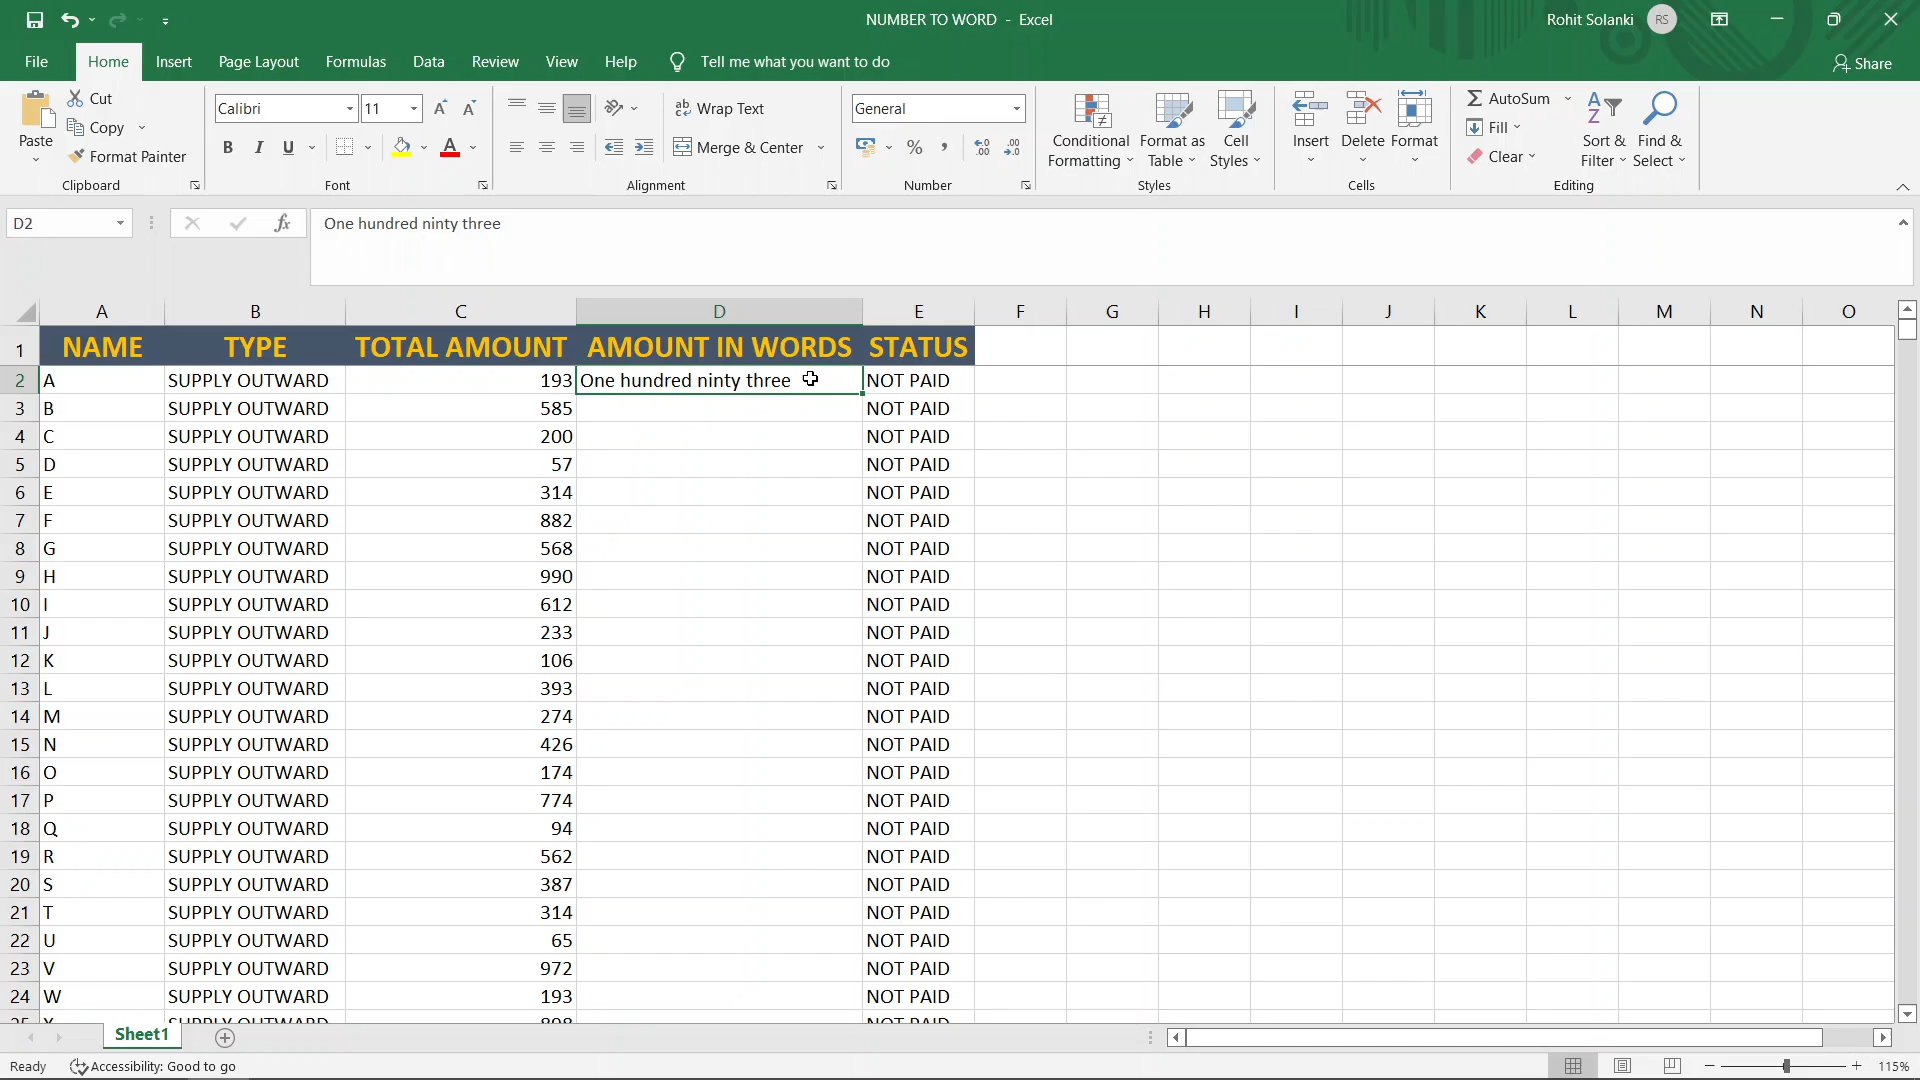 NUMBER TO WORD - Excel
Rohit Solanki RS
File Home Insert Page Layout Formulas Data Review View Help Tell me what you want to do Share
Paste Cut Copy Format Painter Clipboard
Calibri 11 B I U A Font
Wrap Text Merge & Center Alignment
General % , Number
Conditional Formatting Format as Table Cell Styles Styles
Insert Delete Format Cells
AutoSum Fill Clear Sort & Filter Find & Select Editing
D2 fx One hundred ninty three
A B C D E F G H I J K L M N O
1 NAME TYPE TOTAL AMOUNT AMOUNT IN WORDS STATUS
2 A SUPPLY OUTWARD 193 One hundred ninty three NOT PAID
3 B SUPPLY OUTWARD 585 NOT PAID
4 C SUPPLY OUTWARD 200 NOT PAID
5 D SUPPLY OUTWARD 57 NOT PAID
6 E SUPPLY OUTWARD 314 NOT PAID
7 F SUPPLY OUTWARD 882 NOT PAID
8 G SUPPLY OUTWARD 568 NOT PAID
9 H SUPPLY OUTWARD 990 NOT PAID
10 I SUPPLY OUTWARD 612 NOT PAID
11 J SUPPLY OUTWARD 233 NOT PAID
12 K SUPPLY OUTWARD 106 NOT PAID
13 L SUPPLY OUTWARD 393 NOT PAID
14 M SUPPLY OUTWARD 274 NOT PAID
15 N SUPPLY OUTWARD 426 NOT PAID
16 O SUPPLY OUTWARD 174 NOT PAID
17 P SUPPLY OUTWARD 774 NOT PAID
18 Q SUPPLY OUTWARD 94 NOT PAID
19 R SUPPLY OUTWARD 562 NOT PAID
20 S SUPPLY OUTWARD 387 NOT PAID
21 T SUPPLY OUTWARD 314 NOT PAID
22 U SUPPLY OUTWARD 65 NOT PAID
23 V SUPPLY OUTWARD 972 NOT PAID
24 W SUPPLY OUTWARD 193 NOT PAID
Sheet1
Ready Accessibility: Good to go 115%